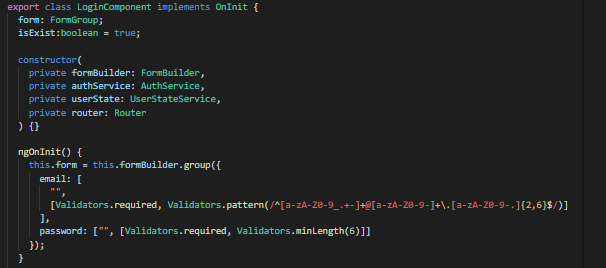 export class LoginComponent implements OnInit {
form: FormGroup;
isExist:boolean = true;
constructor(
private formBuilder: FormBuilder,
private authService: AuthService,
private userState: UserStateService,
private router: Router
) {}
ngOnInit() {
this.form = this.formBuilder.group({
email: [
"",
[Validators.required, Validators.pattern(/^[a-zA-Z0-9_.+-]+@[a-zA-Z0-9-]+\.[a-zA-Z0-9-.]{2,6}$/)]
],
password: ["", [Validators.required, Validators.minLength(6)]]
});
}